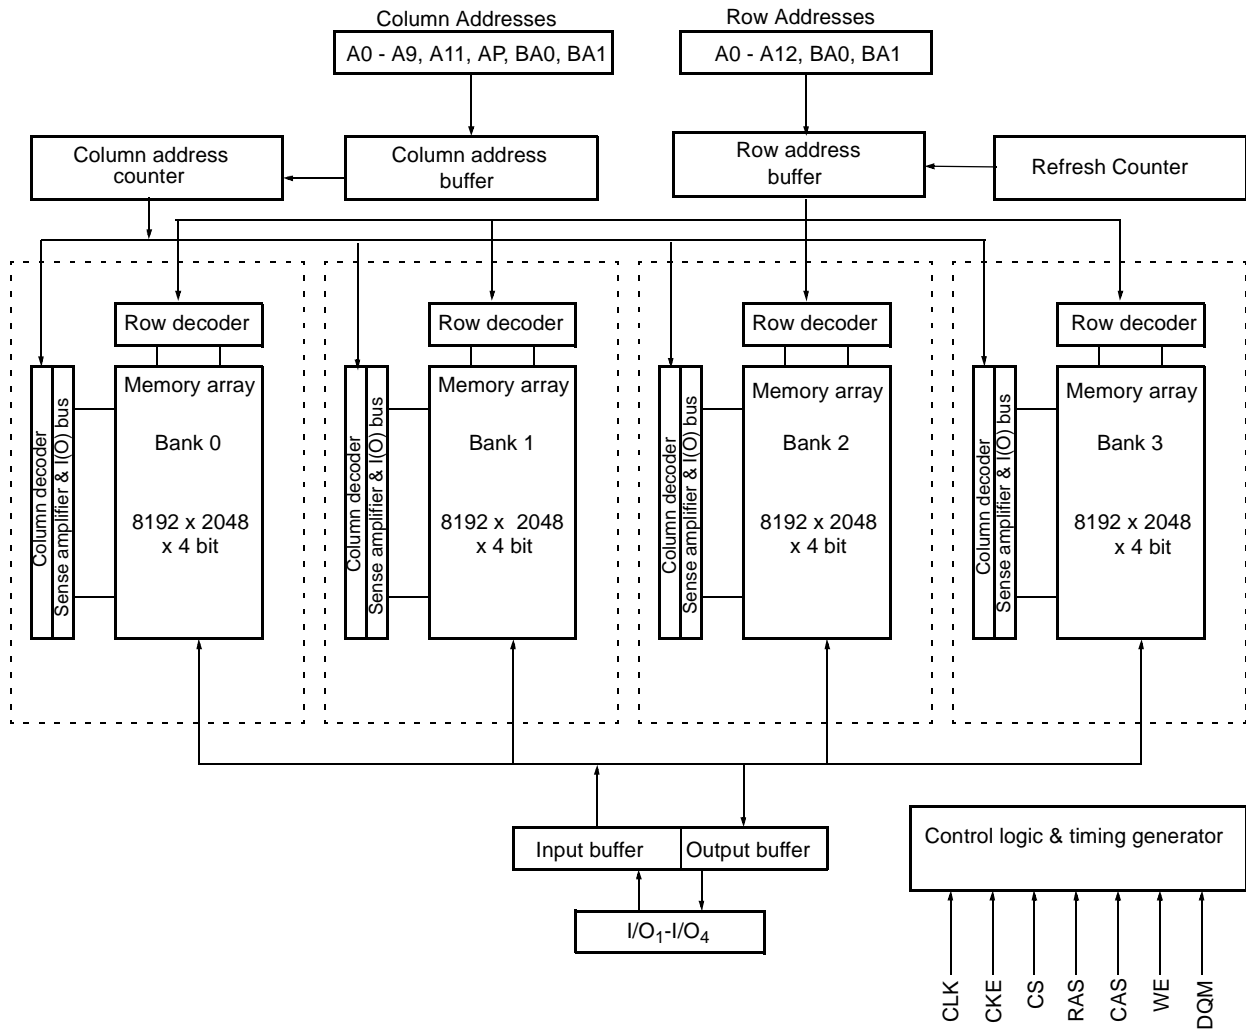 Column Addresses
Row Addresses
A0 - A9, A11, AP, BA0, BA1
A0 - A12, BA0, BA1
Column address
counter
Column address
buffer
Row address
buffer
Refresh Counter
Row decoder
Row decoder
Row decoder
Row decoder
Column decoder
Sense amplifier & I(O) bus
Memory array
Bank 0
8192 x 2048
x 4 bit
Column decoder
Sense amplifier & I(O) bus
Memory array
Bank 1
8192 x 2048
x 4 bit
Column decoder
Sense amplifier & I(O) bus
Memory array
Bank 2
8192 x 2048
x 4 bit
Column decoder
Sense amplifier & I(O) bus
Memory array
Bank 3
8192 x 2048
x 4 bit
Input buffer
Output buffer
I/O1-I/O4
Control logic & timing generator
CLK
CKE
CS
RAS
CAS
WE
DQM